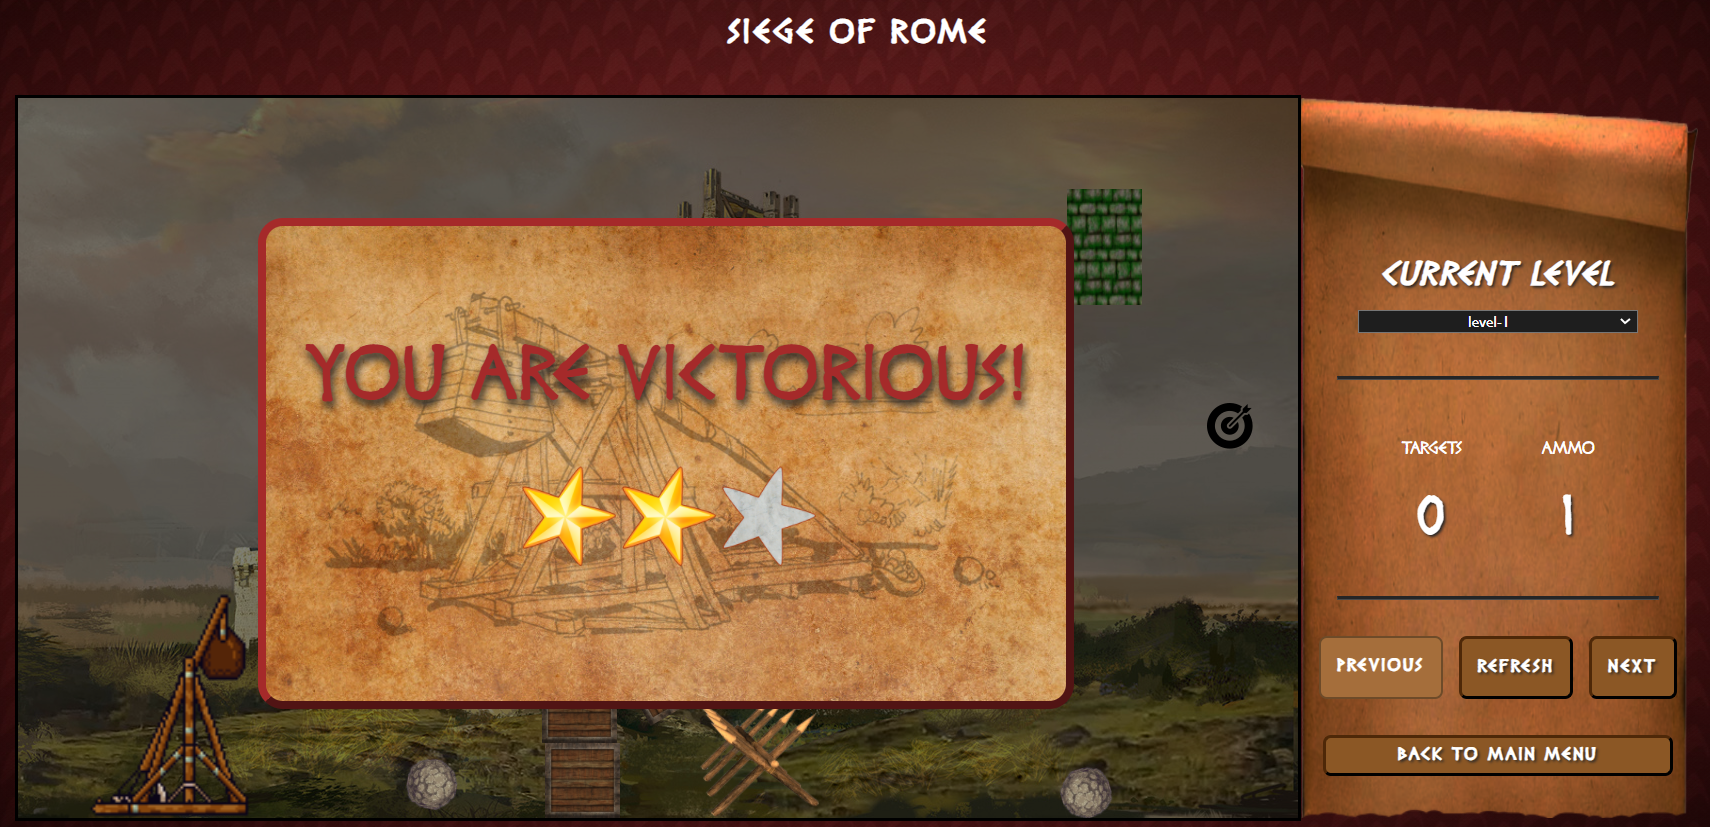 SIEGE OF ROME
YOU ARE VICTORIOUS!
CURRENT LEVEL
level-1
TARGETS AMMO
0 1
PREVIOUS REFRESH NEXT
BACK TO MAIN MENU